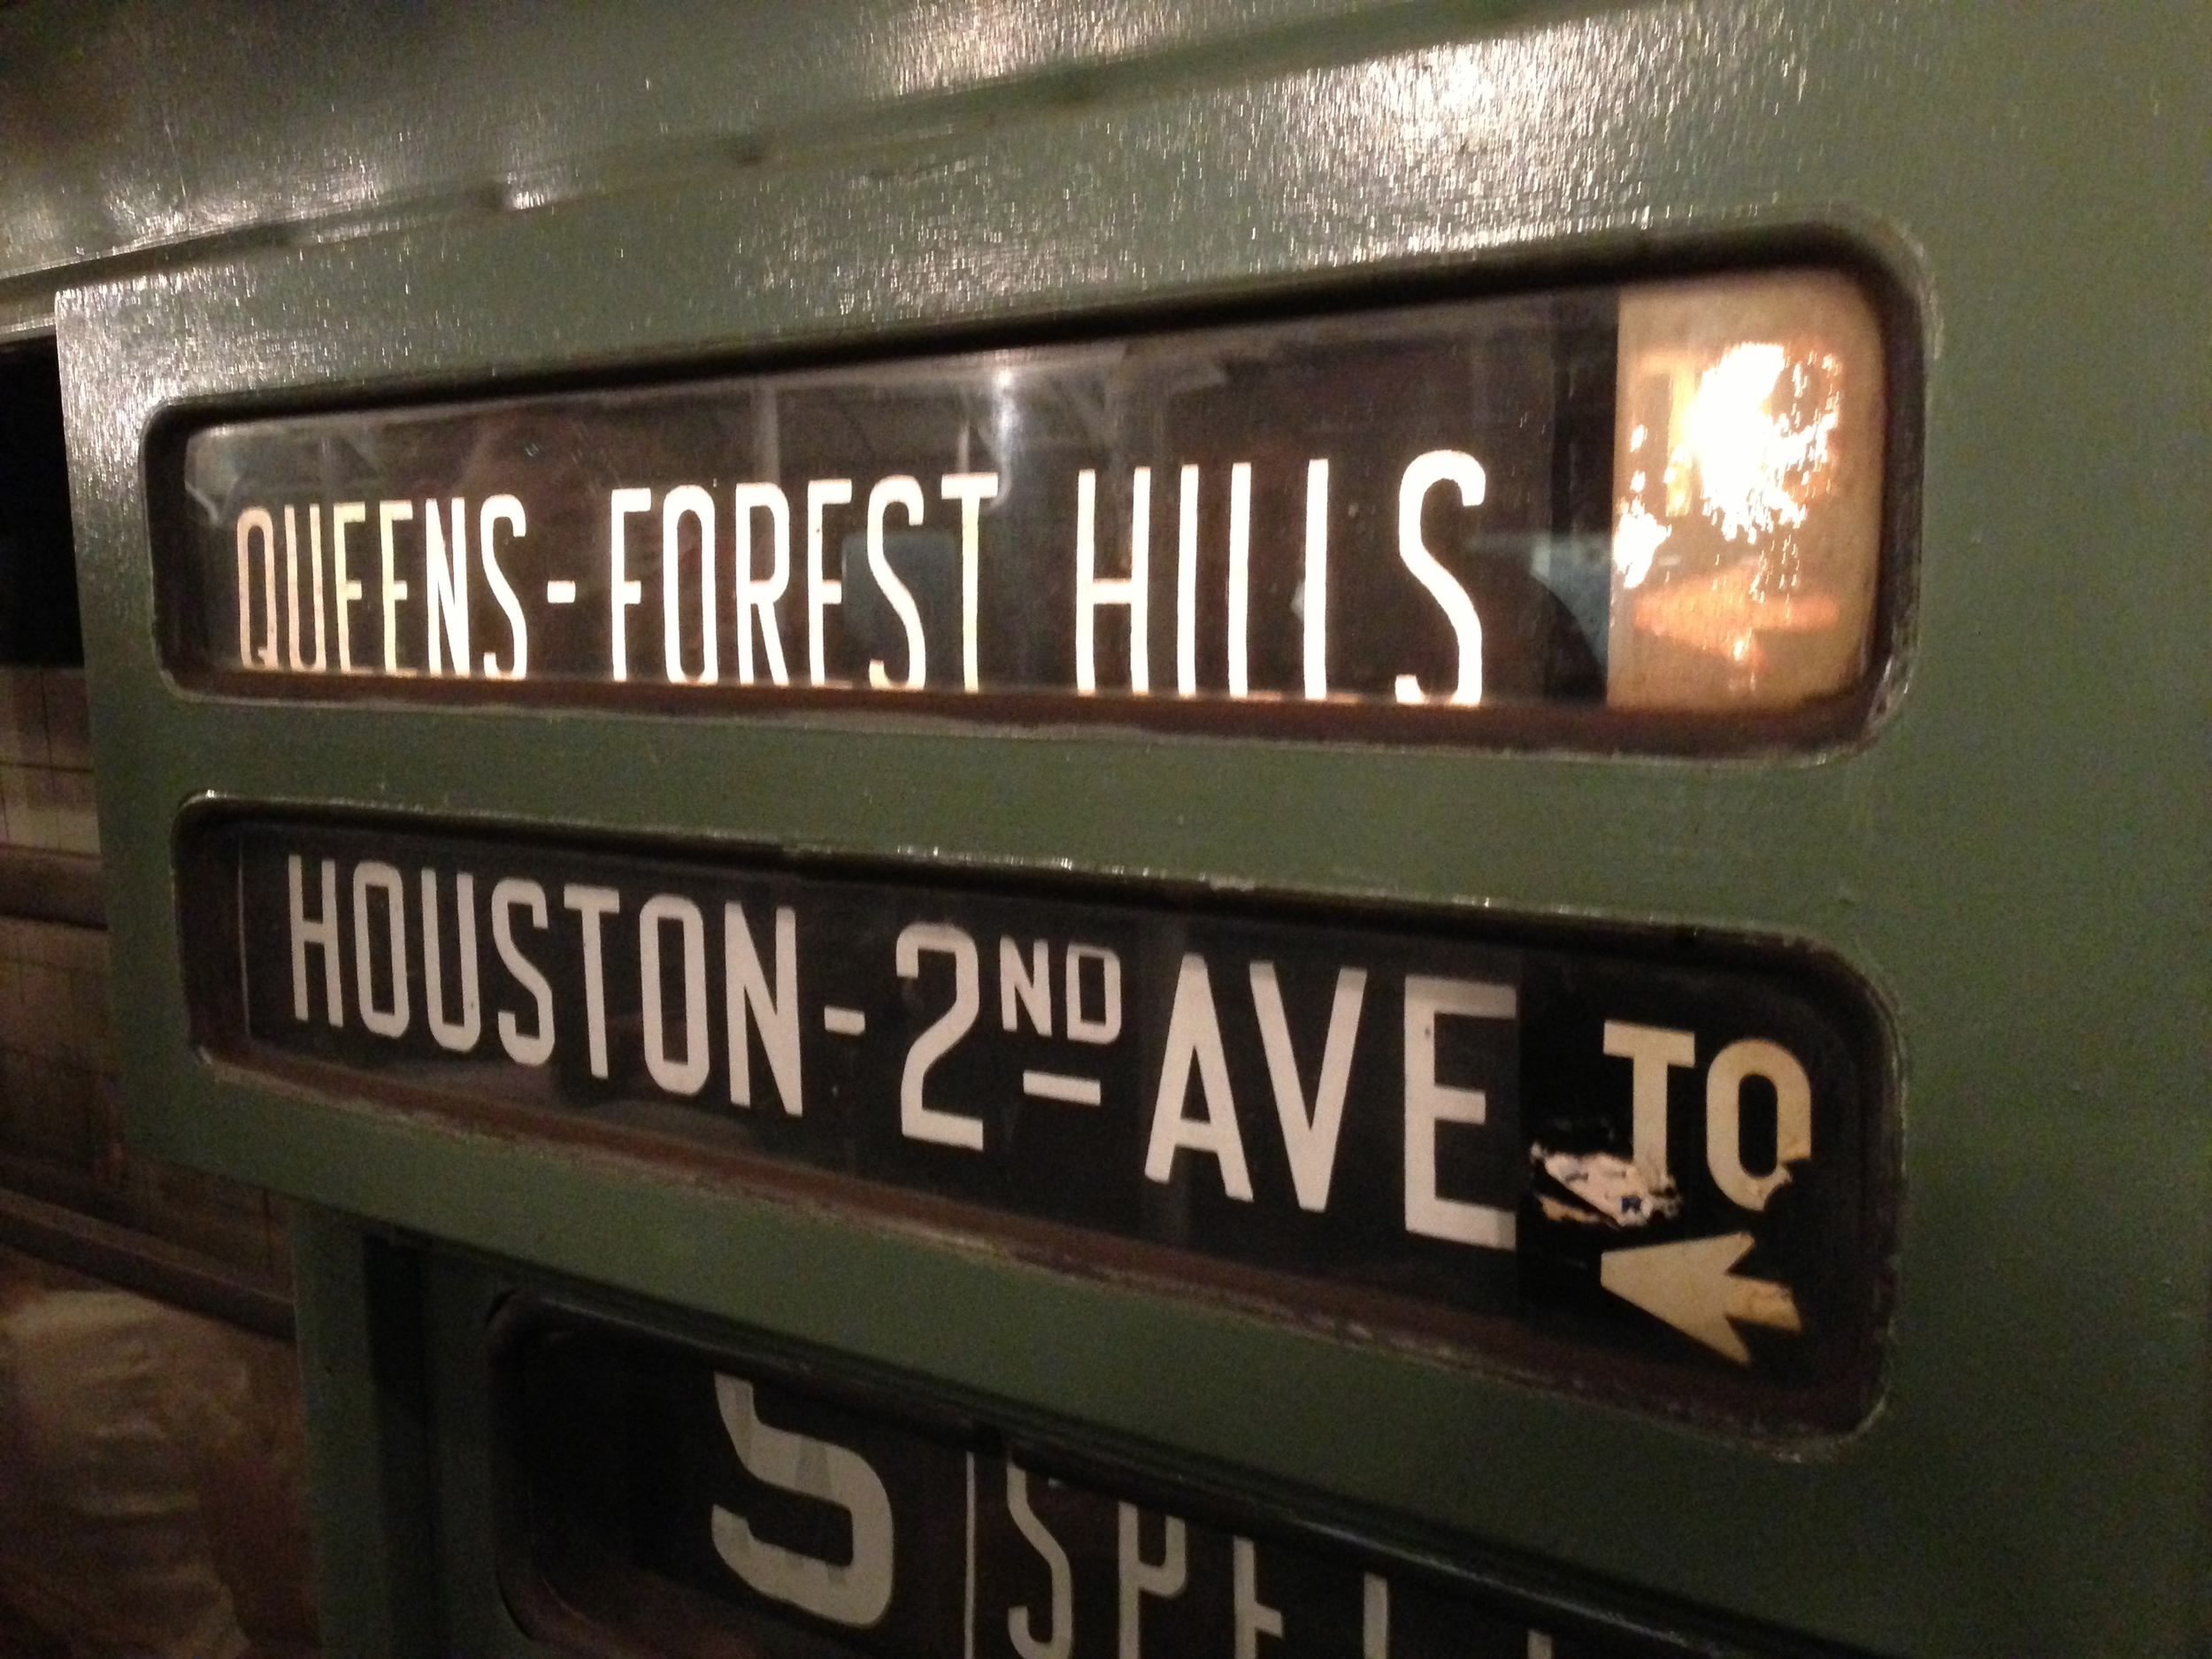 QUEENS-FOREST HILLS
HOUSTON-2ND AVE TO
S